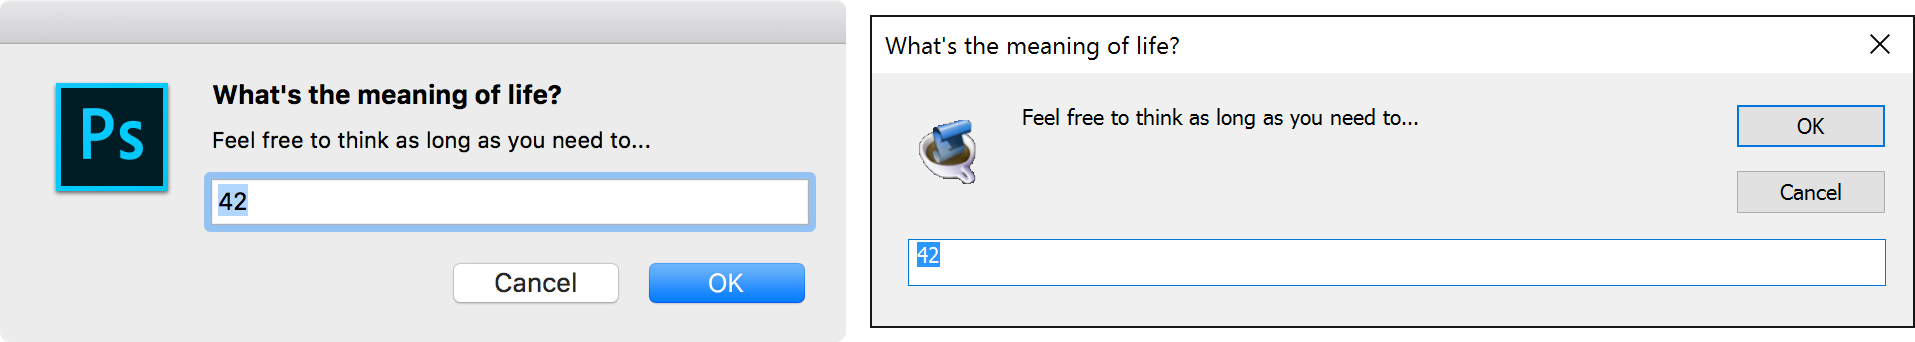 Ps
What's the meaning of life?
Feel free to think as long as you need to...
42
Cancel
OK
What's the meaning of life?
Feel free to think as long as you need to...
OK
Cancel
42